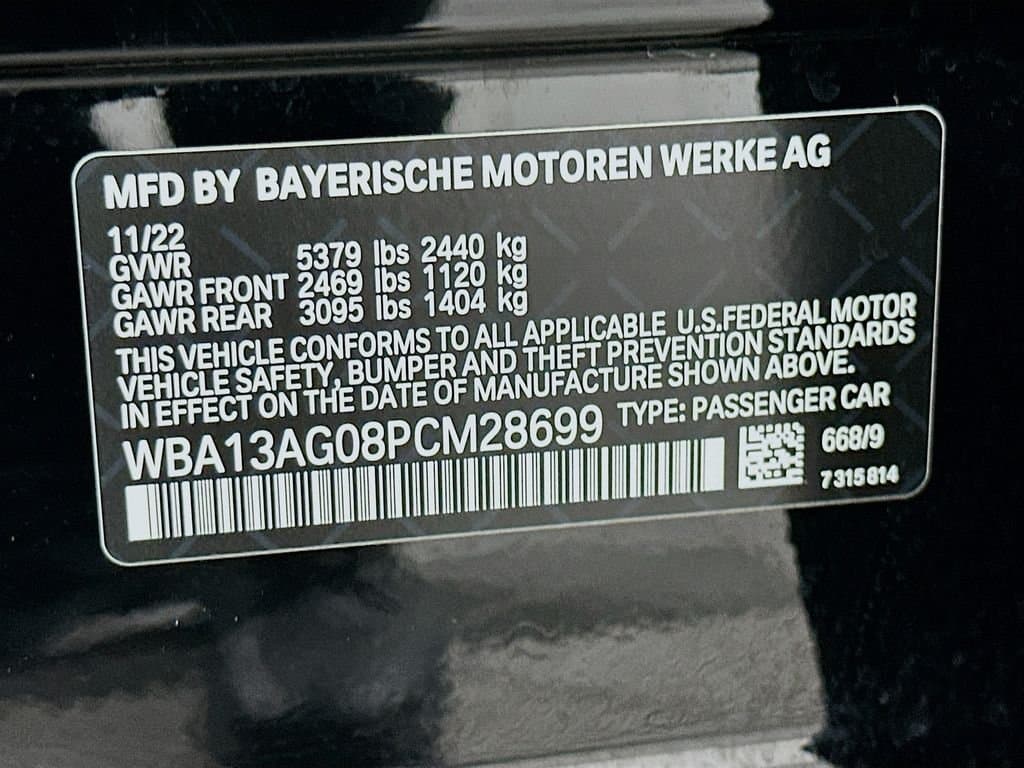 MFD BY BAYERISCHE MOTOREN WERKE AG
11/22
GVWR 5379 lbs 2440 kg
GAWR FRONT 2469 lbs 1120 kg
GAWR REAR 3095 lbs 1404 kg
THIS VEHICLE CONFORMS TO ALL APPLICABLE U.S.FEDERAL MOTOR
VEHICLE SAFETY, BUMPER AND THEFT PREVENTION STANDARDS
IN EFFECT ON THE DATE OF MANUFACTURE SHOWN ABOVE.
WBA13AG08PCM28699 TYPE: PASSENGER CAR
668/9
7315814